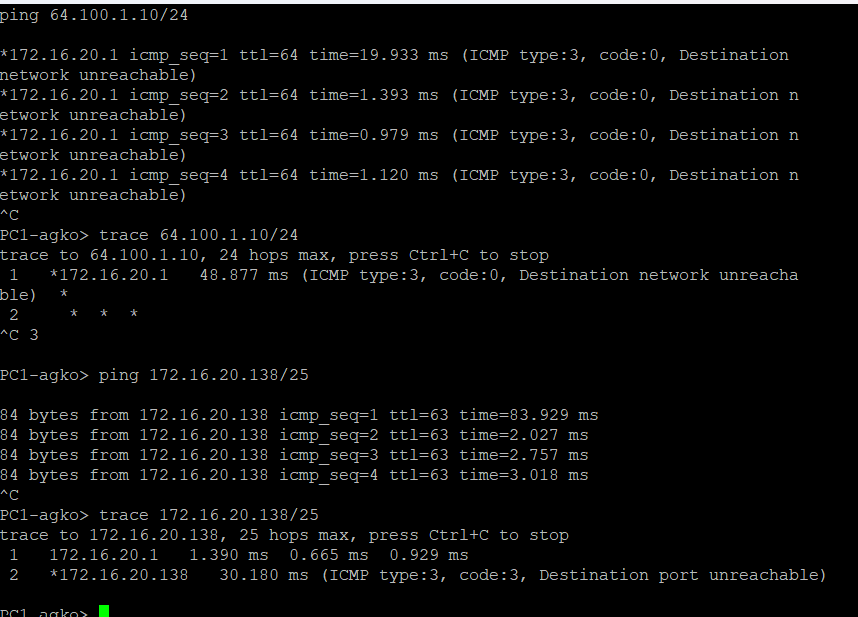 ping 64.100.1.10/24
*172.16.20.1 icmp_seq=1 ttl=64 time=19.933 ms (ICMP type:3, code:0, Destination
network unreachable)
*172.16.20.1 icmp_seq=2 ttl=64 time=1.393 ms (ICMP type:3, code:0, Destination n
etwork unreachable)
*172.16.20.1 icmp_seq=3 ttl=64 time=0.979 ms (ICMP type:3, code:0, Destination n
etwork unreachable)
*172.16.20.1 icmp_seq=4 ttl=64 time=1.120 ms (ICMP type:3, code:0, Destination n
etwork unreachable)
^C
PC1-agko> trace 64.100.1.10/24
trace to 64.100.1.10, 24 hops max, press Ctrl+C to stop
 1   *172.16.20.1   48.877 ms (ICMP type:3, code:0, Destination network unreacha
ble)  *
 2     *  *  *
^C 3
PC1-agko> ping 172.16.20.138/25
84 bytes from 172.16.20.138 icmp_seq=1 ttl=63 time=83.929 ms
84 bytes from 172.16.20.138 icmp_seq=2 ttl=63 time=2.027 ms
84 bytes from 172.16.20.138 icmp_seq=3 ttl=63 time=2.757 ms
84 bytes from 172.16.20.138 icmp_seq=4 ttl=63 time=3.018 ms
^C
PC1-agko> trace 172.16.20.138/25
trace to 172.16.20.138, 25 hops max, press Ctrl+C to stop
 1   172.16.20.1   1.390 ms  0.665 ms  0.929 ms
 2   *172.16.20.138   30.180 ms (ICMP type:3, code:3, Destination port unreachable)
PC1-agko>